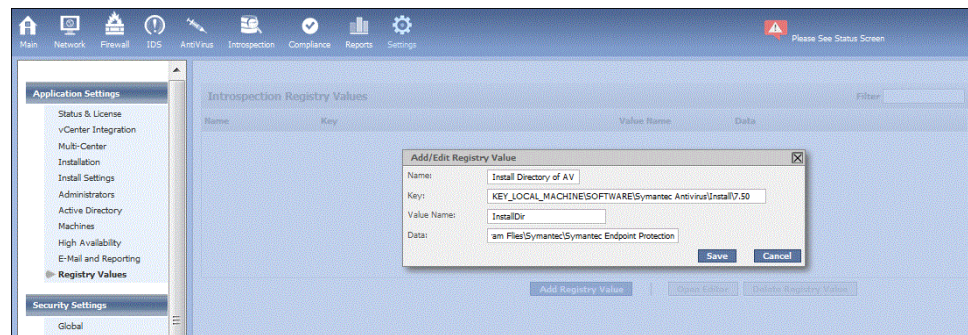 Main Network Firewall IDS AntiVirus Introspection Compliance Reports Settings
Please See Status Screen
Application Settings
Status & License
vCenter Integration
Multi-Center
Installation
Install Settings
Administrators
Active Directory
Machines
High Availability
E-Mail and Reporting
Registry Values
Security Settings
Global
Introspection Registry Values
Filter
Name Key Value Name Data
Add/Edit Registry Value
Name: Install Directory of AV
Key: KEY_LOCAL_MACHINE\SOFTWARE\Symantec Antivirus\Install\7.50
Value Name: InstallDir
Data: am Files\Symantec\Symantec Endpoint Protection
Save Cancel
Add Registry Value | Open Editor Delete Registry Value